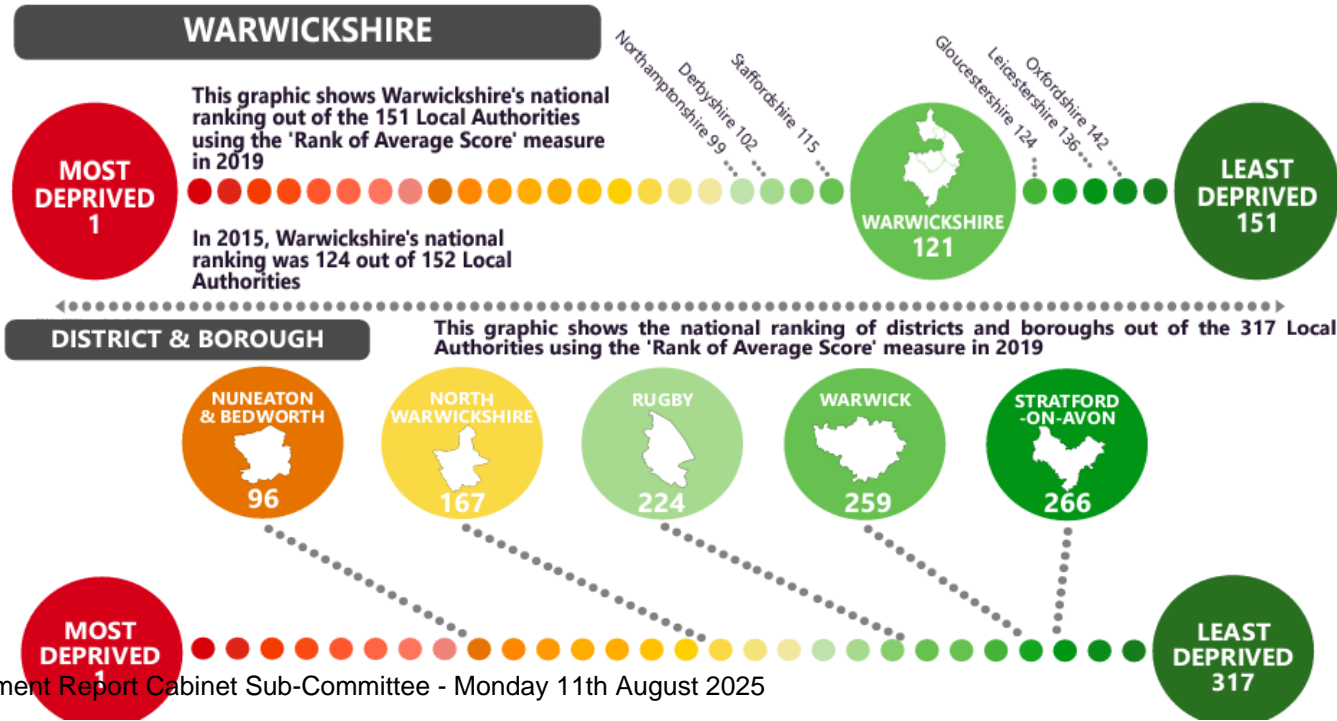 WARWICKSHIRE
Northamptonshire 99
Derbyshire 102
Staffordshire 115
Gloucestershire 124
Leicestershire 136
Oxfordshire 142
This graphic shows Warwickshire's national
ranking out of the 151 Local Authorities
using the 'Rank of Average Score' measure
in 2019
MOST
DEPRIVED
1
WARWICKSHIRE
121
LEAST
DEPRIVED
151
In 2015, Warwickshire's national
ranking was 124 out of 152 Local
Authorities
DISTRICT & BOROUGH
This graphic shows the national ranking of districts and boroughs out of the 317 Local
Authorities using the 'Rank of Average Score' measure in 2019
NUNEATON
& BEDWORTH
96
NORTH
WARWICKSHIRE
167
RUGBY
224
WARWICK
259
STRATFORD
-ON-AVON
266
MOST
DEPRIVED
1
LEAST
DEPRIVED
317
ment Report Cabinet Sub-Committee - Monday 11th August 2025